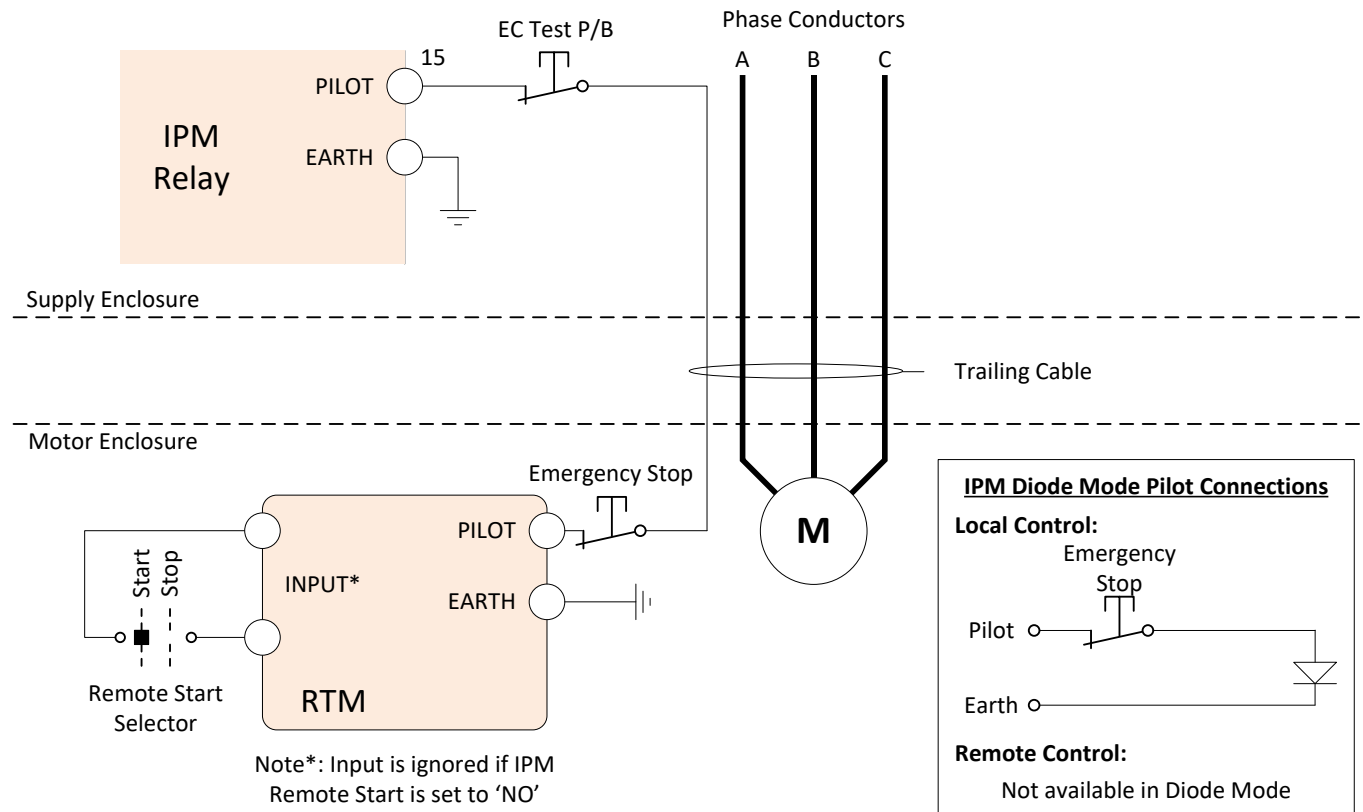 Phase Conductors
EC Test P/B
A
B
C
15
PILOT
IPM
Relay
EARTH
Supply Enclosure
Trailing Cable
Motor Enclosure
Emergency Stop
PILOT
M
Start
Stop
INPUT*
EARTH
Remote Start
Selector
RTM
Note*: Input is ignored if IPM
Remote Start is set to ‘NO’
IPM Diode Mode Pilot Connections
Local Control:
Emergency
Stop
Pilot
Earth
Remote Control:
Not available in Diode Mode